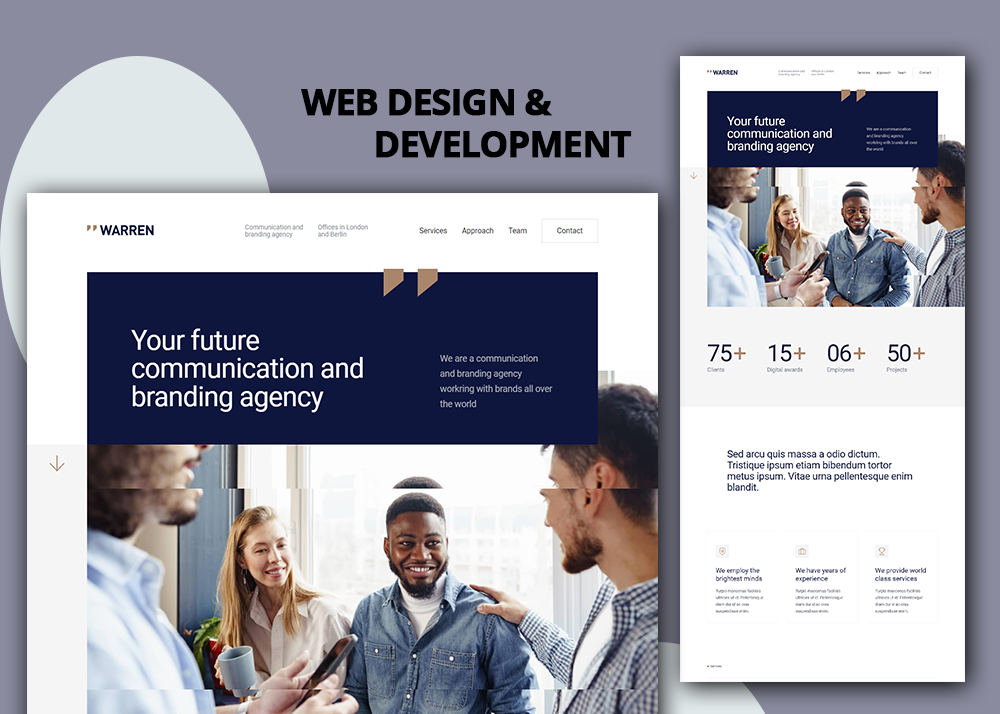 WEB DESIGN &
DEVELOPMENT
WARREN
Communication and
branding agency
Offices in London
and Berlin
Services
Approach
Team
Contact
Your future
communication and
branding agency
We are a communication
and branding agency
workring with brands all over
the world
WARREN
Communication and
branding agency
Offices in London
and Berlin
Services
Approach
Team
Contact
Your future
communication and
branding agency
We are a communication
and branding agency
workring with brands all over
the world
75+
Clients
15+
Digital awards
06+
Employees
50+
Projects
Sed arcu quis massa a odio dictum.
Tristique ipsum etiam bibendum tortor
metus ipsum. Vitae urna pellentesque enim
blandit.
We employ the
brightest minds
We have years of
experience
We provide world
class services